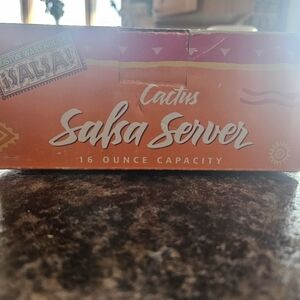 ¡SALSA!
Cactus
Salsa Server
16 OUNCE CAPACITY